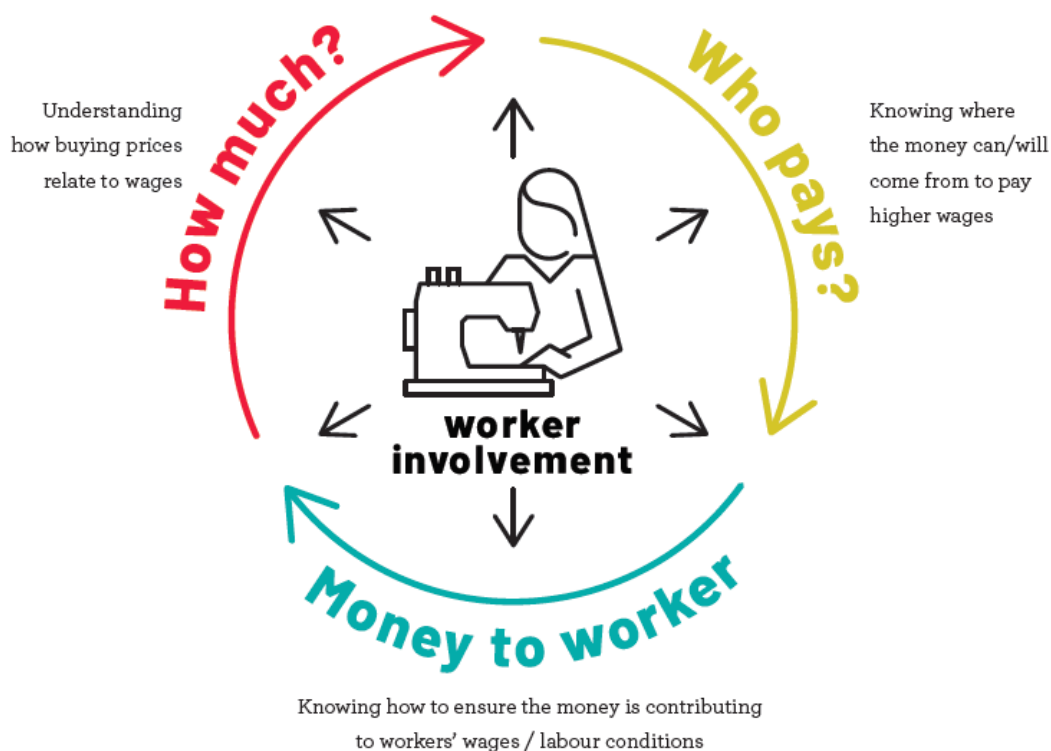 How much?
Understanding
how buying prices
relate to wages
Who pays?
Knowing where
the money can/will
come from to pay
higher wages
worker
involvement
Money to worker
Knowing how to ensure the money is contributing
to workers' wages / labour conditions